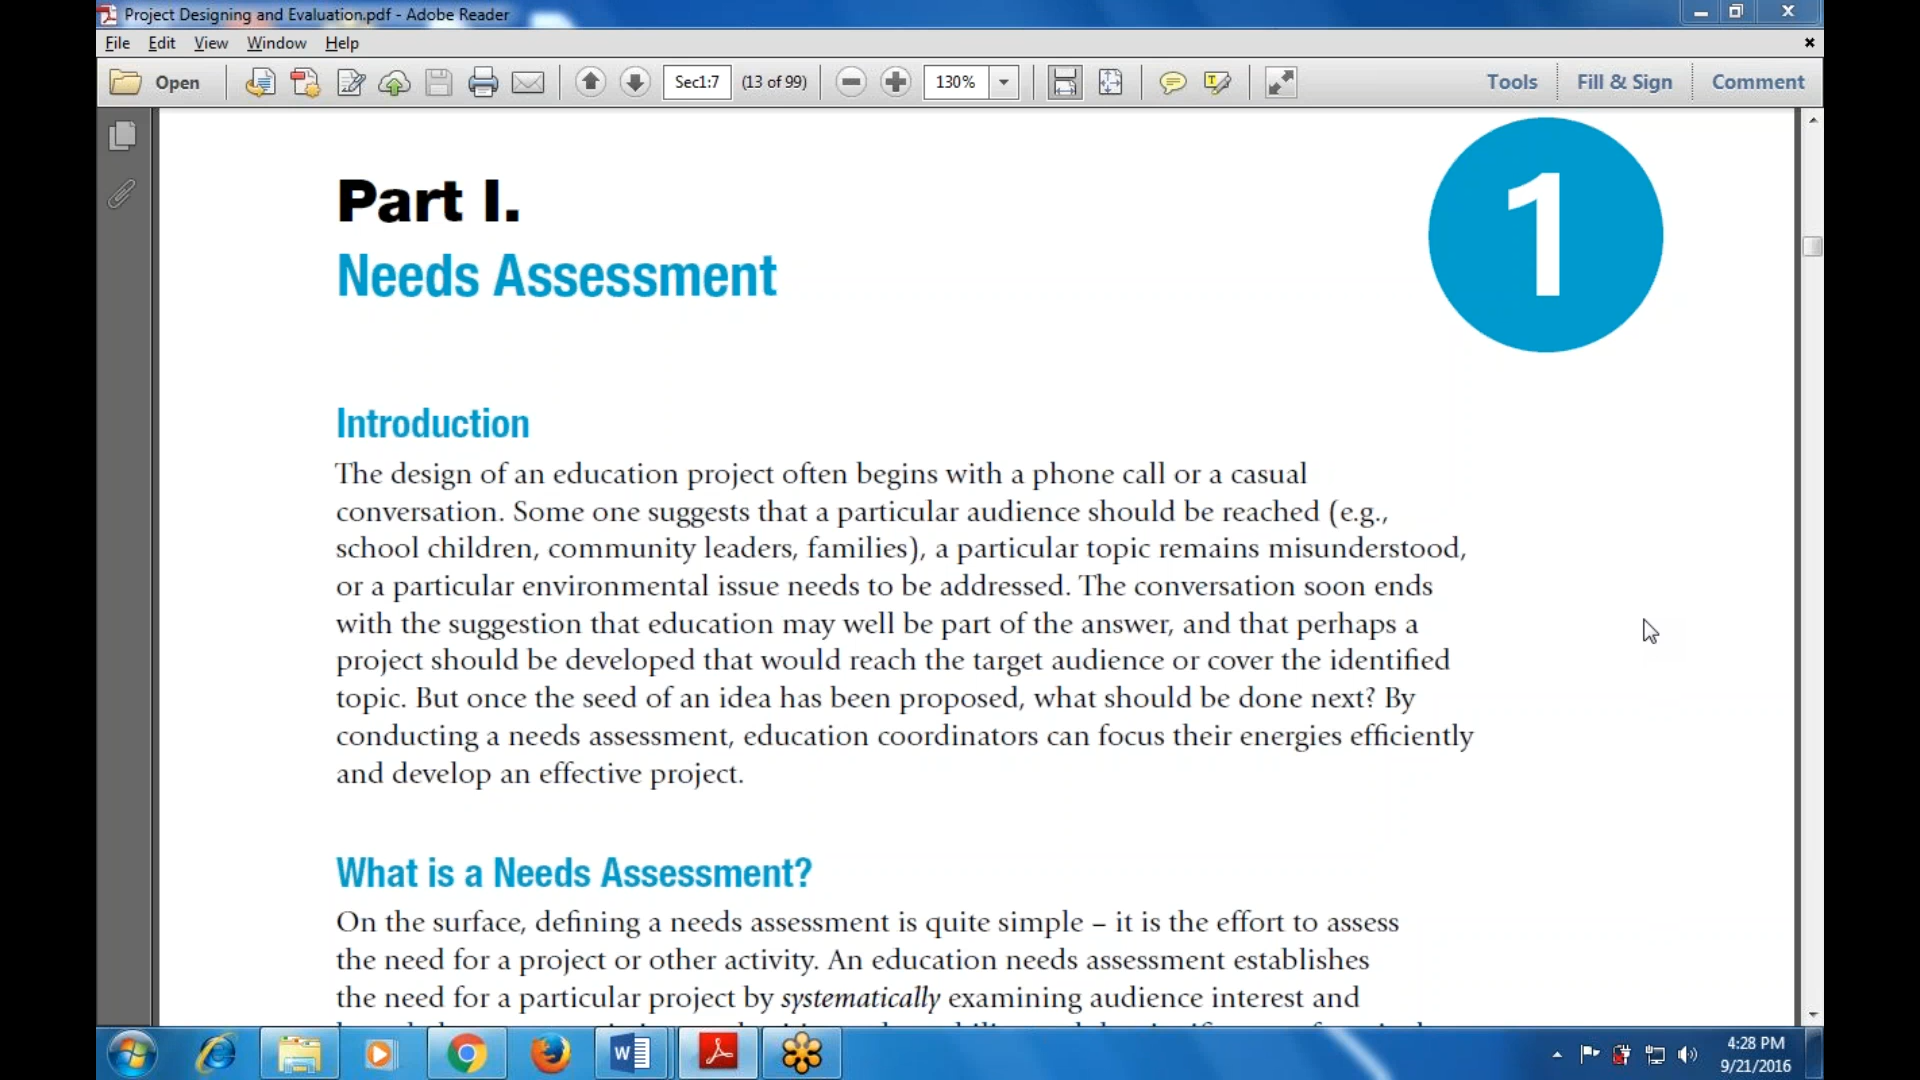 Project Designing and Evaluation.pdf - Adobe Reader
File Edit View Window Help
Open Sec1:7 (13 of 99) 130% Tools Fill & Sign Comment
Part I.
1
Needs Assessment
Introduction
The design of an education project often begins with a phone call or a casual
conversation. Some one suggests that a particular audience should be reached (e.g.,
school children, community leaders, families), a particular topic remains misunderstood,
or a particular environmental issue needs to be addressed. The conversation soon ends
with the suggestion that education may well be part of the answer, and that perhaps a
project should be developed that would reach the target audience or cover the identified
topic. But once the seed of an idea has been proposed, what should be done next? By
conducting a needs assessment, education coordinators can focus their energies efficiently
and develop an effective project.
What is a Needs Assessment?
On the surface, defining a needs assessment is quite simple – it is the effort to assess
the need for a project or other activity. An education needs assessment establishes
the need for a particular project by systematically examining audience interest and
4:28 PM
9/21/2016